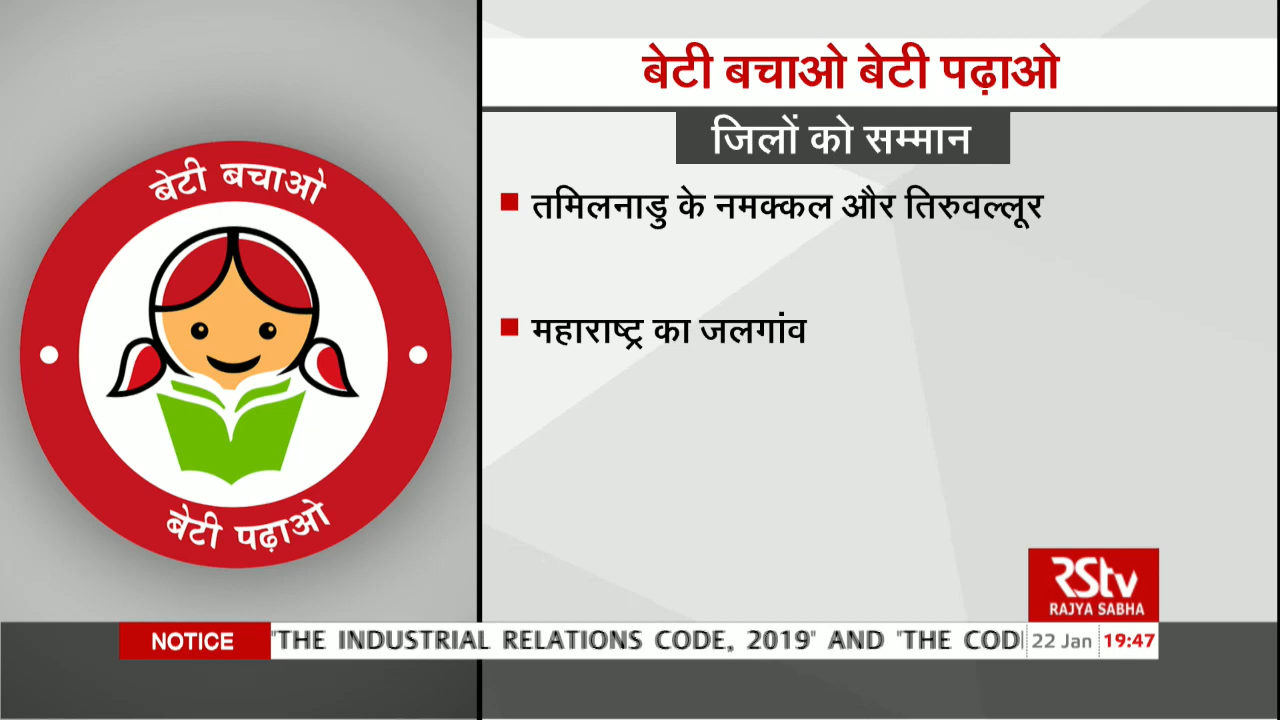 बेटी बचाओ बेटी पढ़ाओ
जिलों को सम्मान
बेटी बचाओ
तमिलनाडु के नमक्कल और तिरुवल्लूर
महाराष्ट्र का जलगांव
बेटी पढ़ाओ
RStv
RAJYA SABHA
NOTICE "THE INDUSTRIAL RELATIONS CODE, 2019" AND "THE COD 22 Jan 19:47